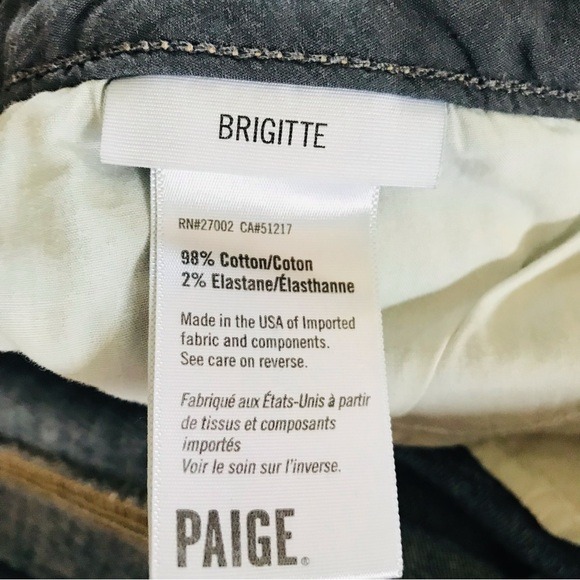 BRIGITTE
RN#27002 CA#51217
98% Cotton/Coton
2% Elastane/Élasthanne
Made in the USA of Imported
fabric and components.
See care on reverse.
Fabriqué aux États-Unis à partir
de tissus et composants
importés
Voir le soin sur l'inverse.
PAIGE®